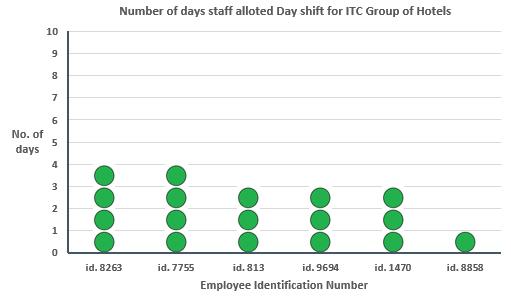 Number of days staff alloted Day shift for ITC Group of Hotels
10
9
8
7
6
5
4
3
2
1
0
No. of
days
id. 8263 id. 7755 id. 813 id. 9694 id. 1470 id. 8858
Employee Identification Number